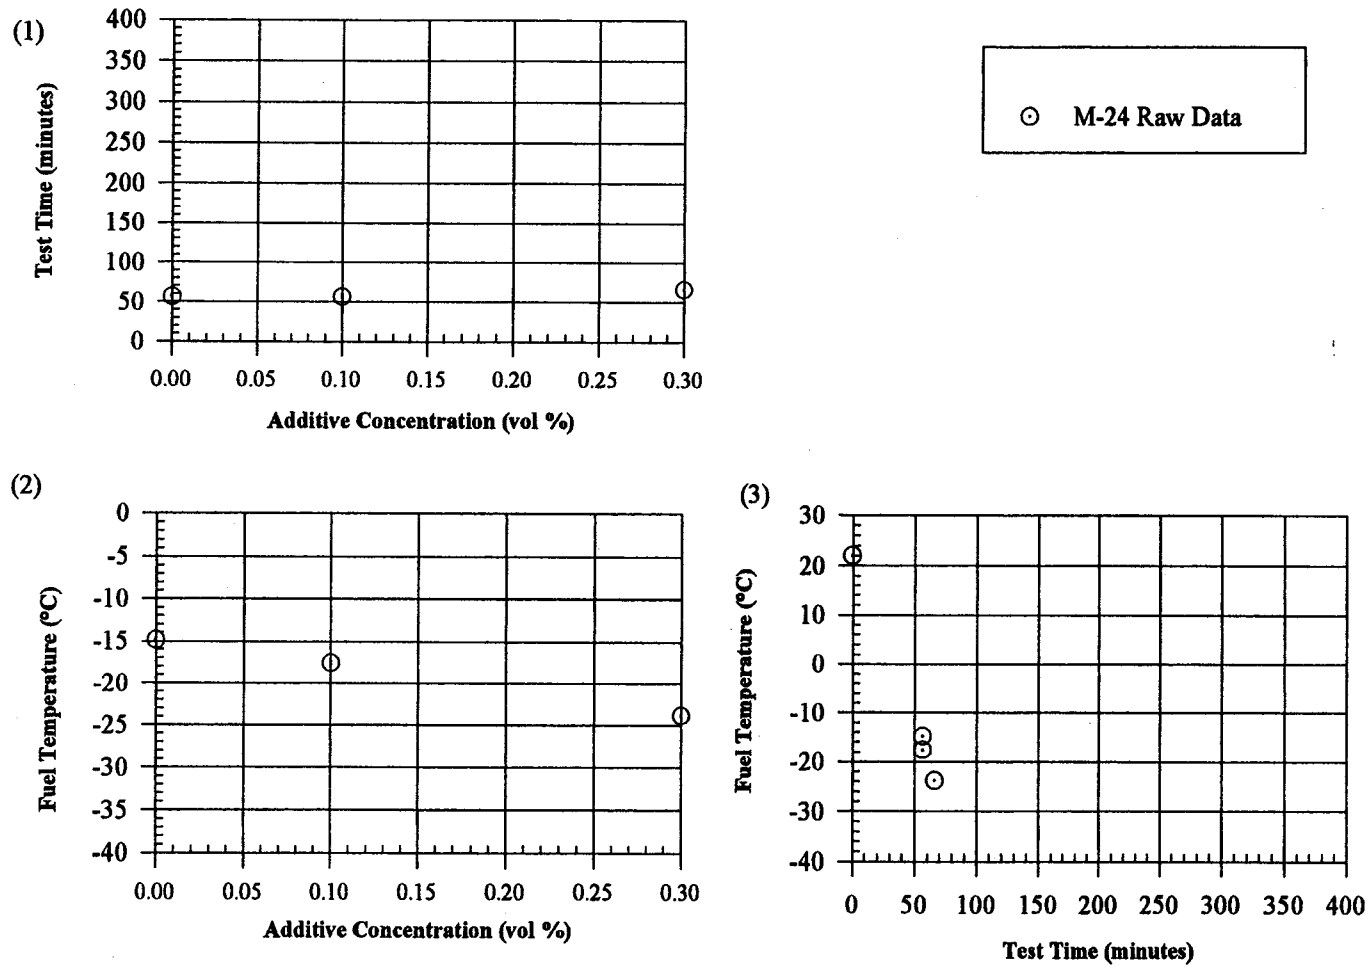 (1)
400
350
300
250
200
150
100
50
0
Test Time (minutes)
0.00 0.05 0.10 0.15 0.20 0.25 0.30
Additive Concentration (vol %)
M-24 Raw Data
(2)
0
-5
-10
-15
-20
-25
-30
-35
-40
Fuel Temperature (°C)
0.00 0.05 0.10 0.15 0.20 0.25 0.30
Additive Concentration (vol %)
(3)
30
20
10
0
-10
-20
-30
-40
Fuel Temperature (°C)
0 50 100 150 200 250 300 350 400
Test Time (minutes)